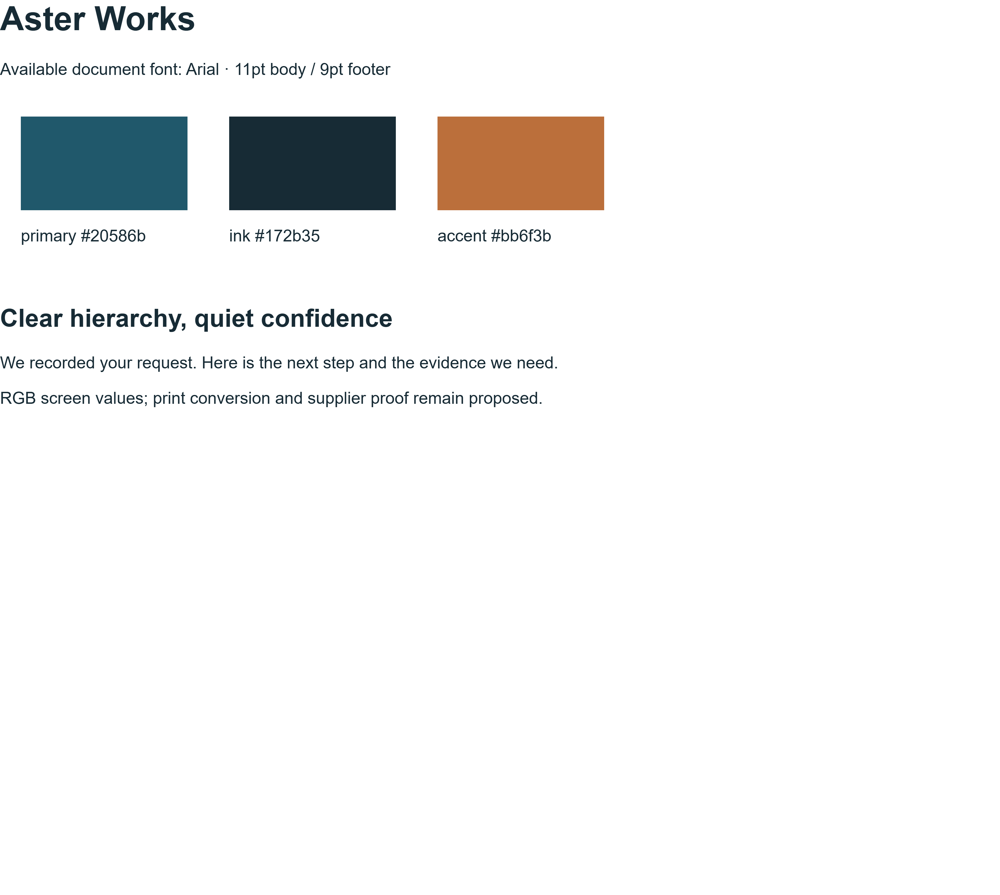 Aster Works
Available document font: Arial · 11pt body / 9pt footer
primary #20586b
ink #172b35
accent #bb6f3b
Clear hierarchy, quiet confidence
We recorded your request. Here is the next step and the evidence we need.
RGB screen values; print conversion and supplier proof remain proposed.